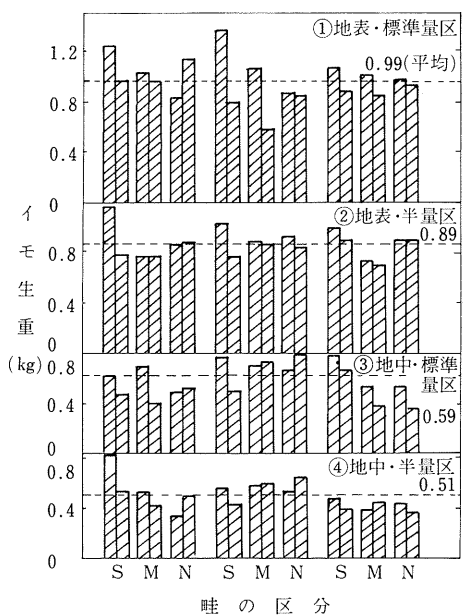 ①地表・標準量区
0.99(平均)
1.2
0.8
0.4
0
②地表・半量区
0.89
0.8
0.4
0
③地中・標準
量区
0.59
0.8
0.4
0
④地中・半量区
0.51
0.8
0.4
0
イモ生重
(kg)
S M N S M N S M N
畦の区分